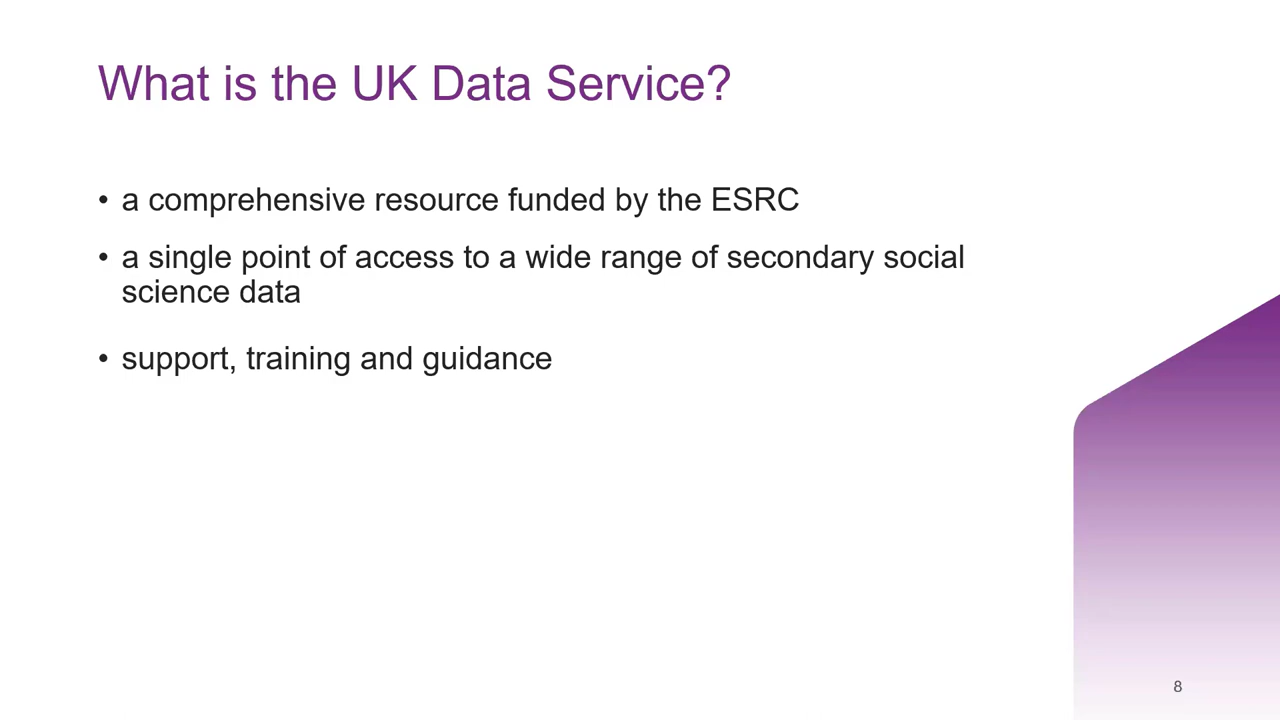 What is the UK Data Service?
• a comprehensive resource funded by the ESRC
• a single point of access to a wide range of secondary social
science data
• support, training and guidance
8